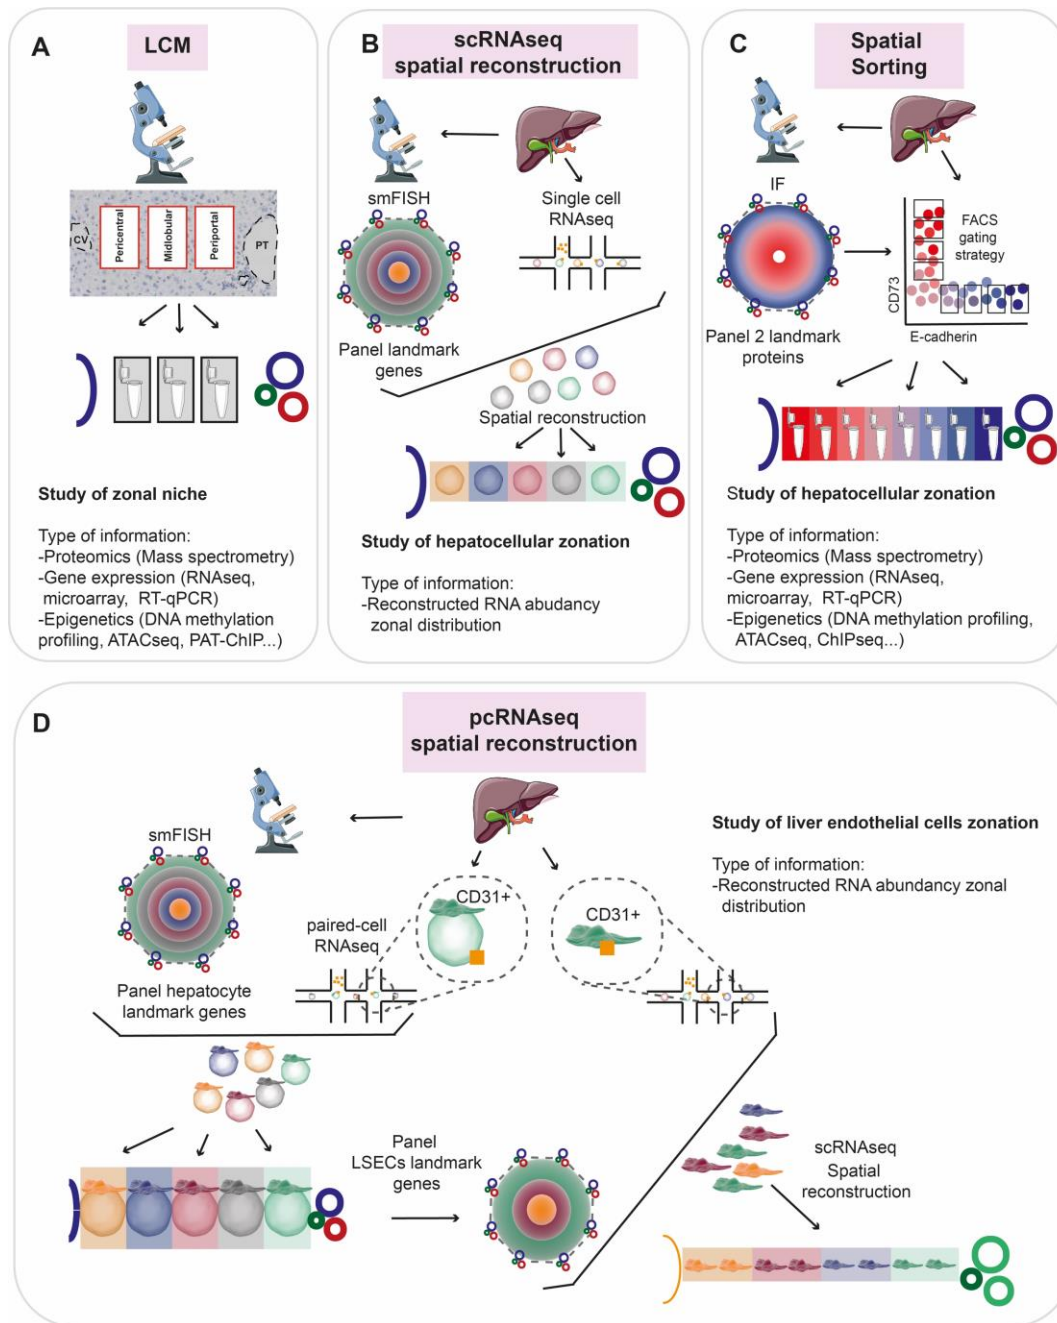 A
LCM
CV
Pericentral
Midlobular
Periportal
PT
Study of zonal niche
Type of information:
-Proteomics (Mass spectrometry)
-Gene expression (RNAseq,
microarray, RT-qPCR)
-Epigenetics (DNA methylation
profiling, ATACseq, PAT-ChIP...)
B
scRNAseq
spatial reconstruction
smFISH
Single cell
RNAseq
Panel landmark
genes
Spatial reconstruction
Study of hepatocellular zonation
Type of information:
-Reconstructed RNA abudancy
zonal distribution
C
Spatial
Sorting
IF
FACS
gating
strategy
CD73
E-cadherin
Panel 2 landmark
proteins
Study of hepatocellular zonation
Type of information:
-Proteomics (Mass spectrometry)
-Gene expression (RNAseq,
microarray, RT-qPCR)
-Epigenetics (DNA methylation profiling,
ATACseq, ChIPseq...)
D
pcRNAseq
spatial reconstruction
smFISH
Panel hepatocyte
landmark genes
paired-cell
RNAseq
CD31+
CD31+
Study of liver endothelial cells zonation
Type of information:
-Reconstructed RNA abundancy zonal
distribution
Panel
LSECs landmark
genes
scRNAseq
Spatial
reconstruction